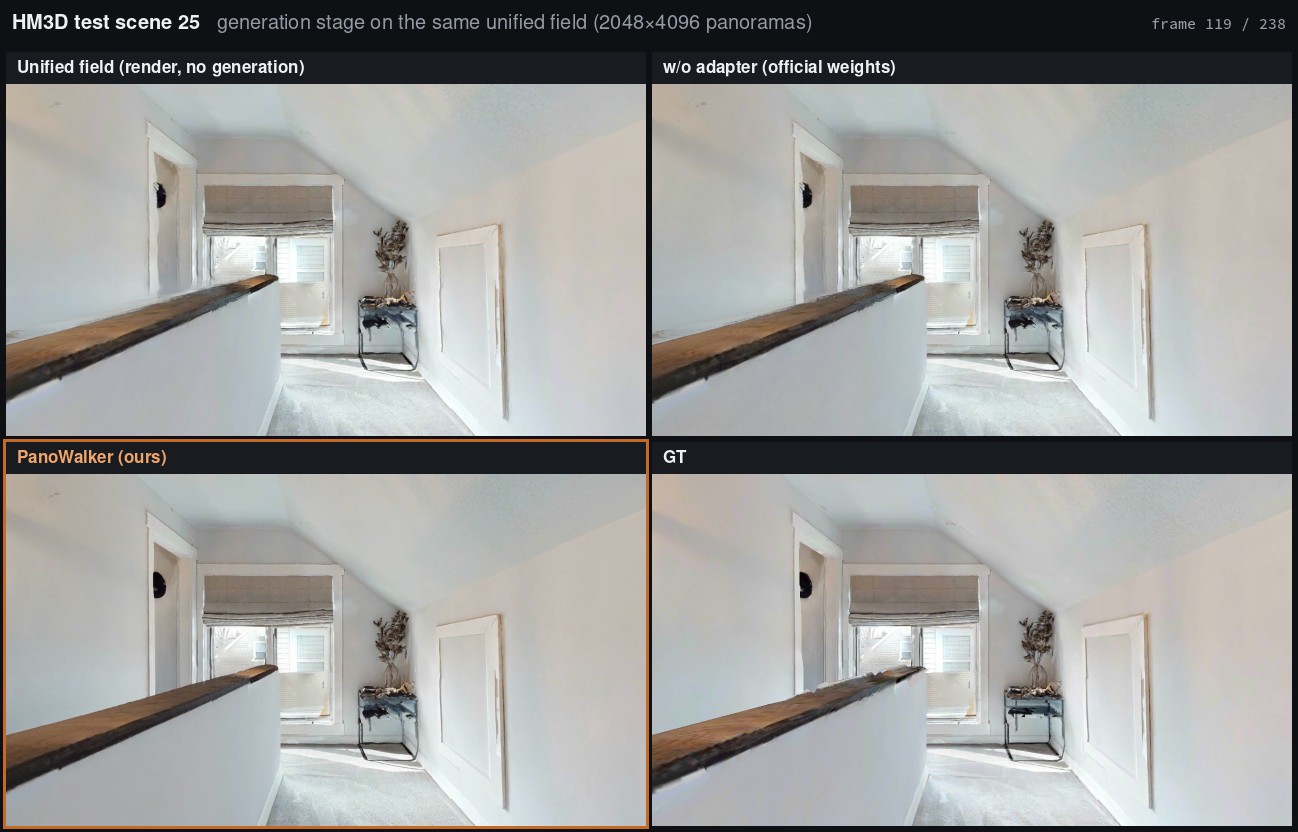 HM3D test scene 25 generation stage on the same unified field (2048×4096 panoramas) frame 119 / 238
Unified field (render, no generation)
w/o adapter (official weights)
PanoWalker (ours)
GT